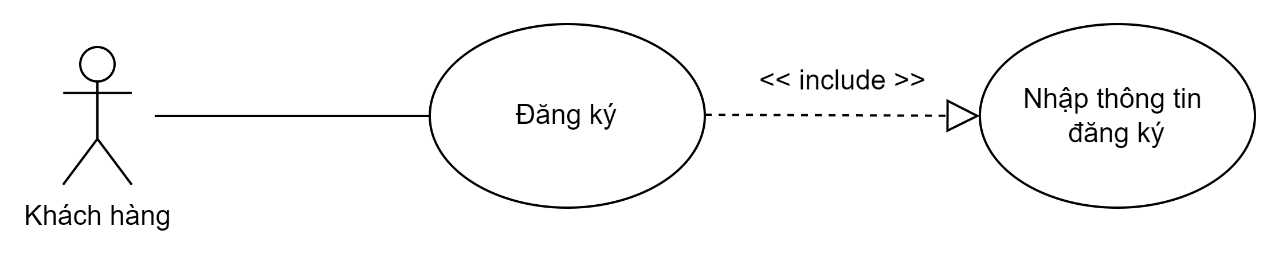 << include >>
Đăng ký
Nhập thông tin
đăng ký
Khách hàng